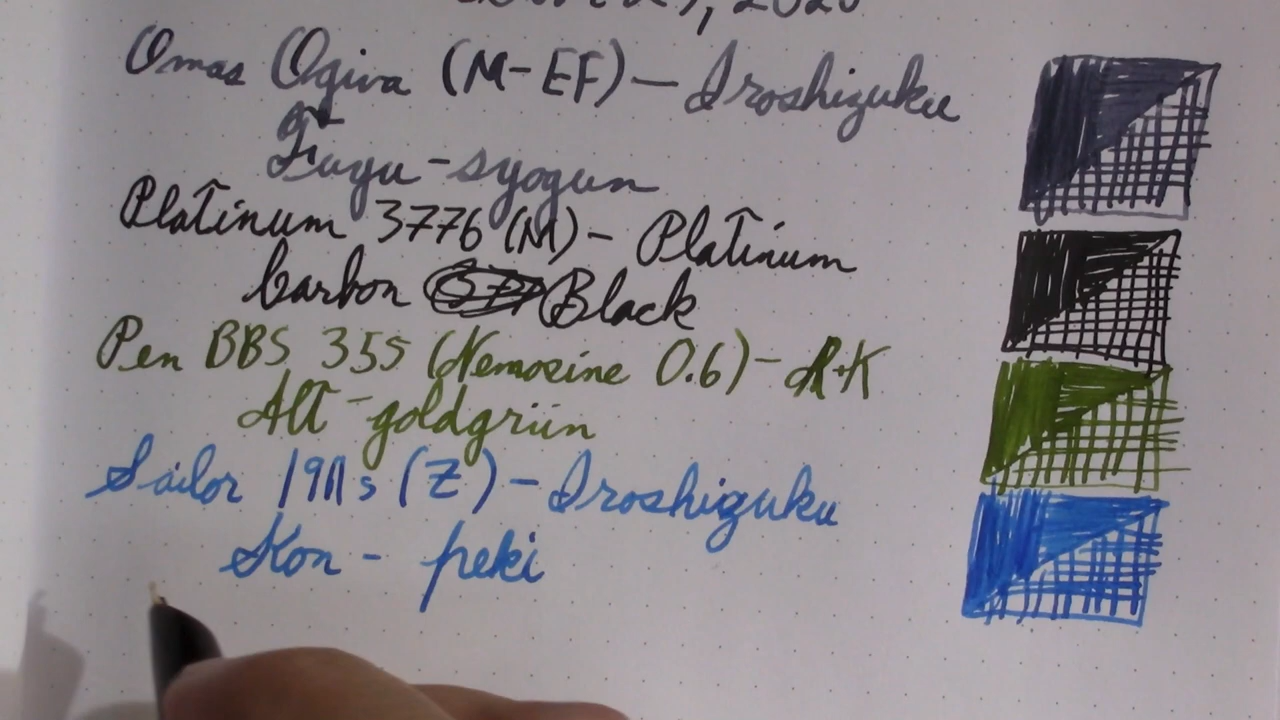 , 2020
Omas Ogiva (M-EF) — Iroshizuku
Fuyu-syogun
Platinum 3776 (M) - Platinum
Carbon Black
Pen BBS 355 (Nemosine 0.6) - R+K
Alt-goldgrün
Sailor 1911s (Z) - Iroshizuku
Kon - peki